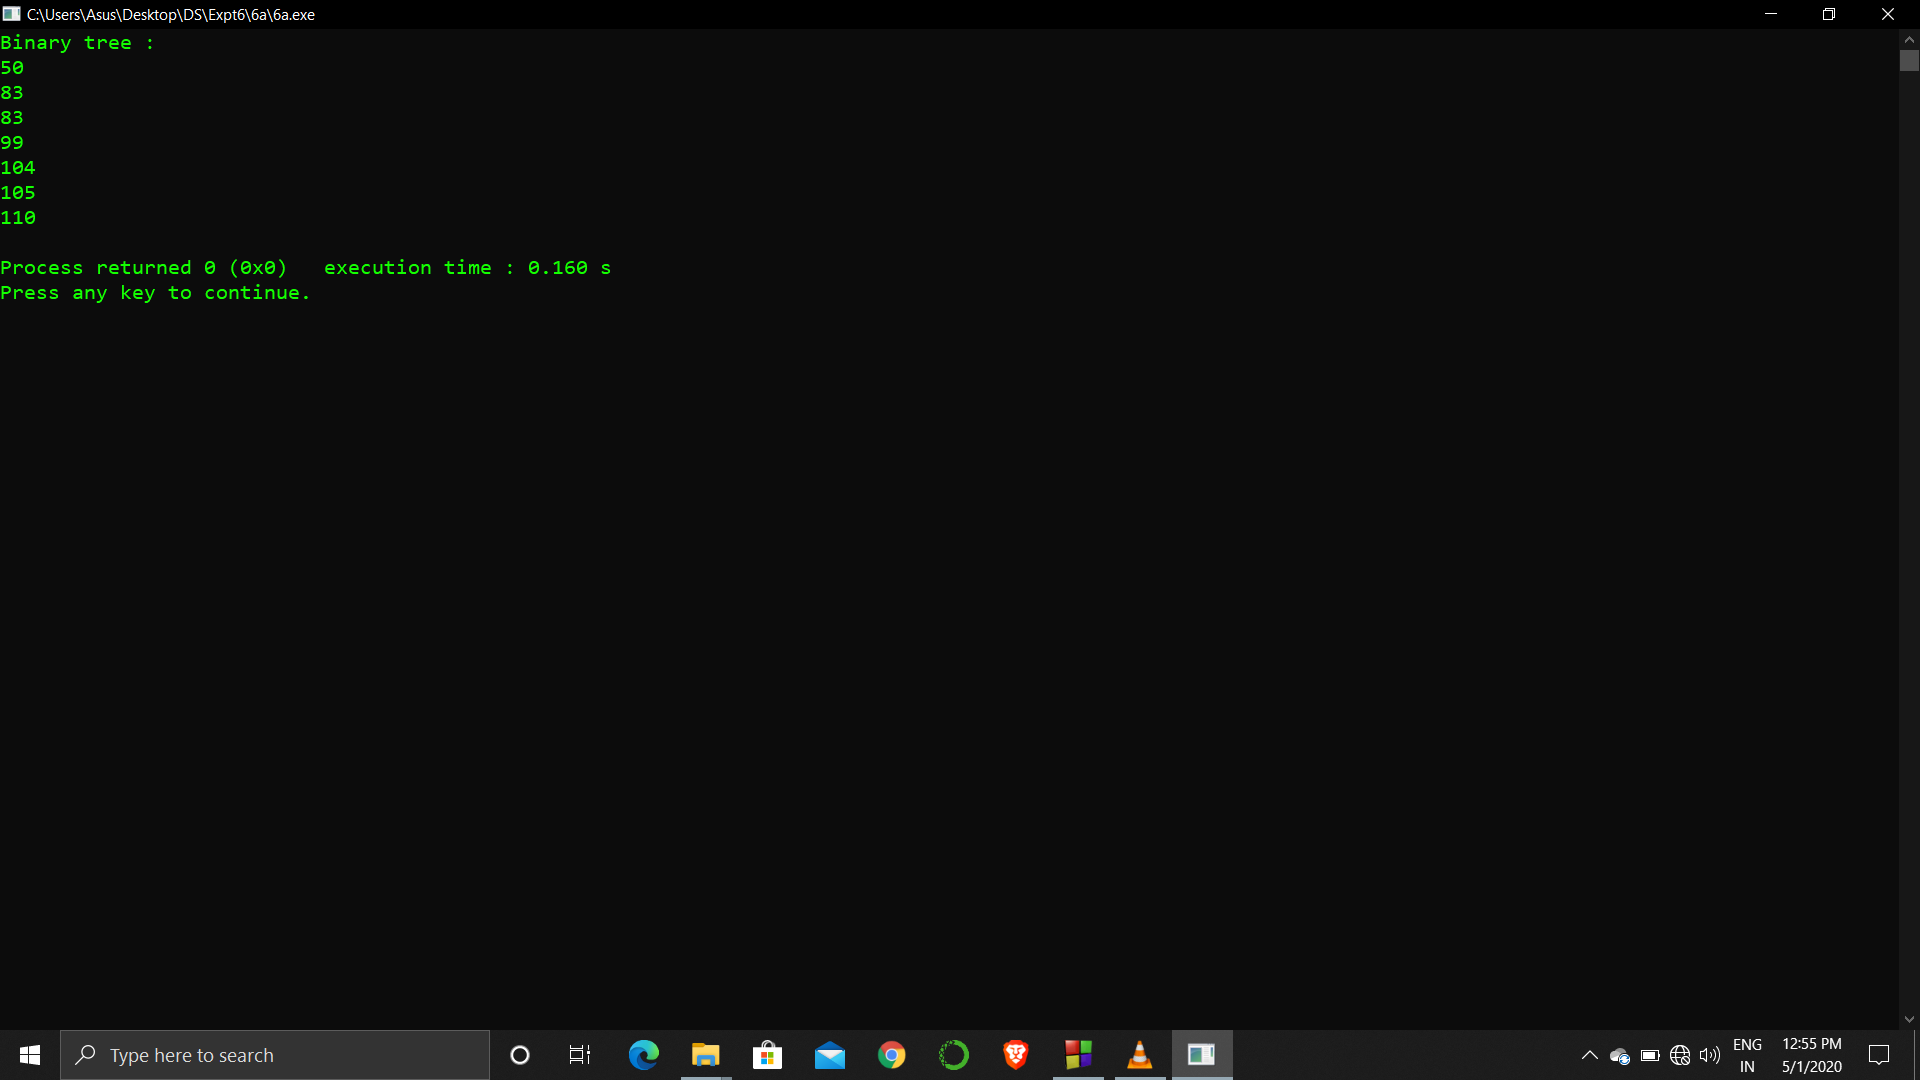 C:\Users\Asus\Desktop\DS\Expt6\6a\6a.exe
Binary tree :
50
83
83
99
104
105
110
Process returned 0 (0x0)   execution time : 0.160 s
Press any key to continue.
Type here to search
ENG
IN
12:55 PM
5/1/2020